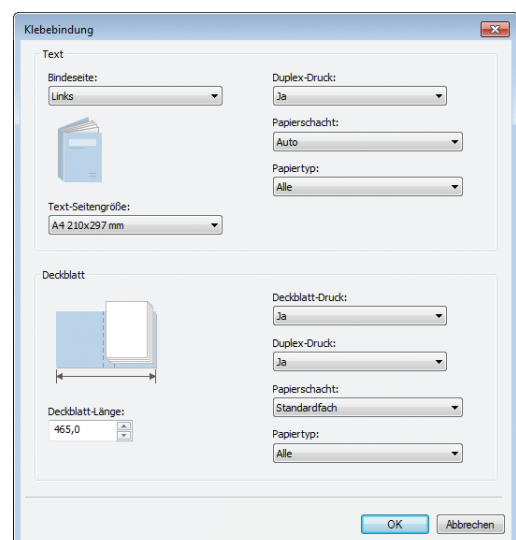 Klebebindung
Text
Bindeseite:
Links
Duplex-Druck:
Ja
Papierschacht:
Auto
Papiertyp:
Alle
Text-Seitengröße:
A4 210x297 mm
Deckblatt
Deckblatt-Druck:
Ja
Duplex-Druck:
Ja
Papierschacht:
Standardfach
Deckblatt-Länge:
465,0
Papiertyp:
Alle
OK
Abbrechen